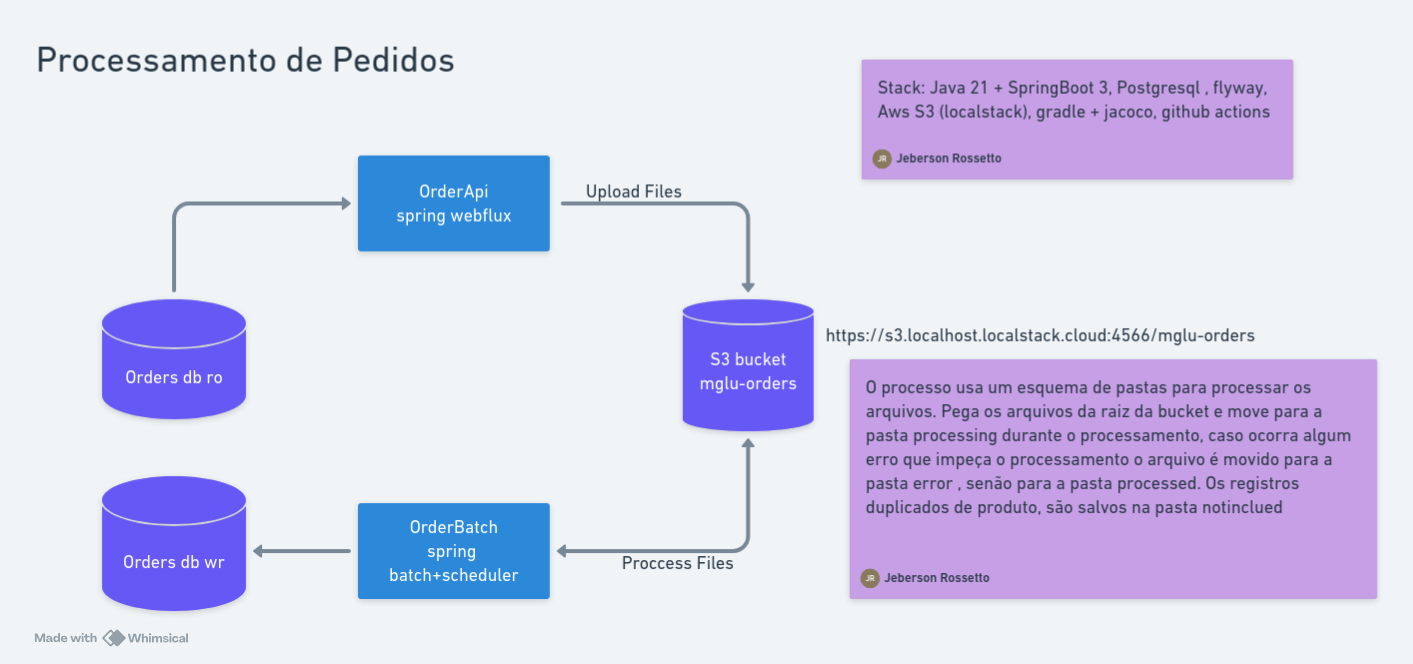 Processamento de Pedidos
Stack: Java 21 + SpringBoot 3, Postgresql , flyway,
Aws S3 (localstack), gradle + jacoco, github actions
JR Jeberson Rossetto
OrderApi
spring webflux
Upload Files
Orders db ro
S3 bucket
mglu-orders
https://s3.localhost.localstack.cloud:4566/mglu-orders
O processo usa um esquema de pastas para processar os
arquivos. Pega os arquivos da raiz da bucket e move para a
pasta processing durante o processamento, caso ocorra algum
erro que impeça o processamento o arquivo é movido para a
pasta error , senão para a pasta processed. Os registros
duplicados de produto, são salvos na pasta notinclued
JR Jeberson Rossetto
Orders db wr
OrderBatch
spring
batch+scheduler
Proccess Files
Made with Whimsical